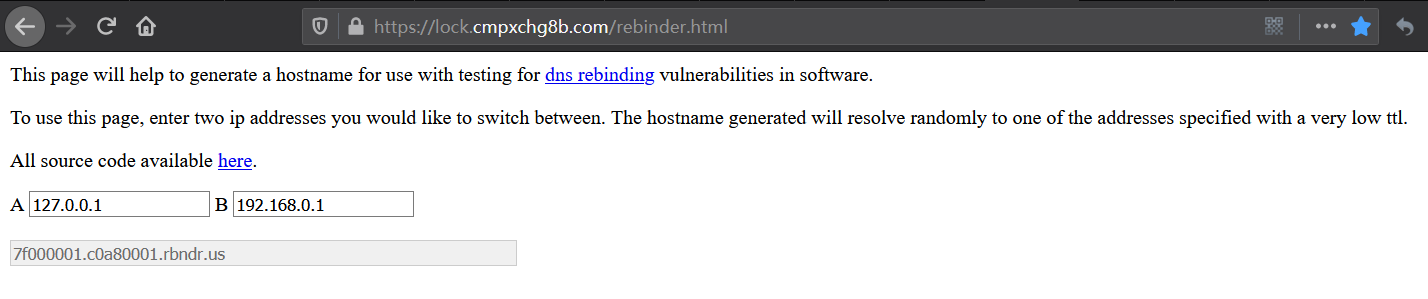 https://lock.cmpxchg8b.com/rebinder.html
This page will help to generate a hostname for use with testing for dns rebinding vulnerabilities in software.
To use this page, enter two ip addresses you would like to switch between. The hostname generated will resolve randomly to one of the addresses specified with a very low ttl.
All source code available here.
A 127.0.0.1 B 192.168.0.1
7f000001.c0a80001.rbndr.us